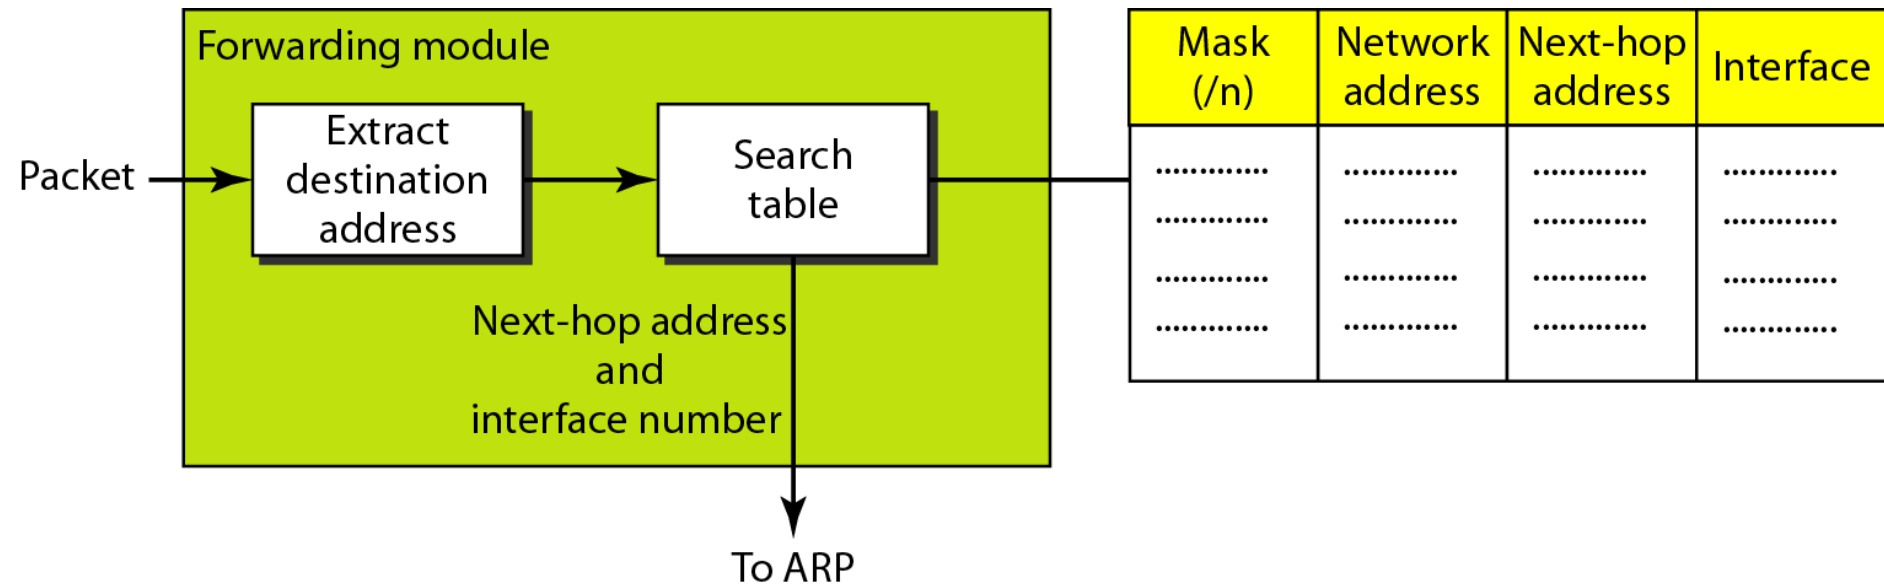 Forwarding module
Packet
Extract
destination
address
Search
table
Next-hop address
and
interface number
To ARP
Mask
(/n)
Network
address
Next-hop
address
Interface